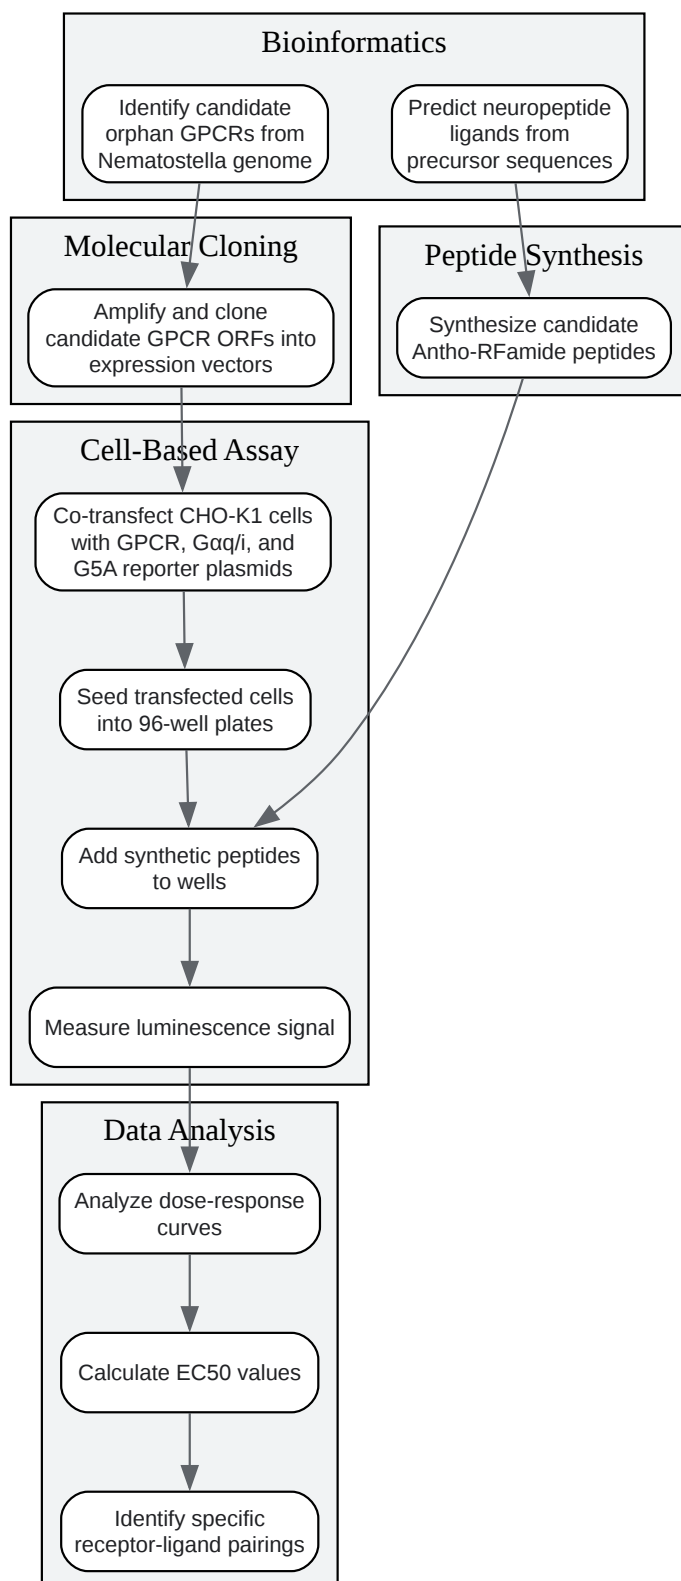 Bioinformatics
Identify candidate
orphan GPCRs from
Nematostella genome
Predict neuropeptide
ligands from
precursor sequences
Molecular Cloning
Amplify and clone
candidate GPCR ORFs into
expression vectors
Peptide Synthesis
Synthesize candidate
Antho-RFamide peptides
Cell-Based Assay
Co-transfect CHO-K1 cells
with GPCR, Gαq/i, and
G5A reporter plasmids
Seed transfected cells
into 96-well plates
Add synthetic peptides
to wells
Measure luminescence signal
Data Analysis
Analyze dose-response
curves
Calculate EC50 values
Identify specific
receptor-ligand pairings